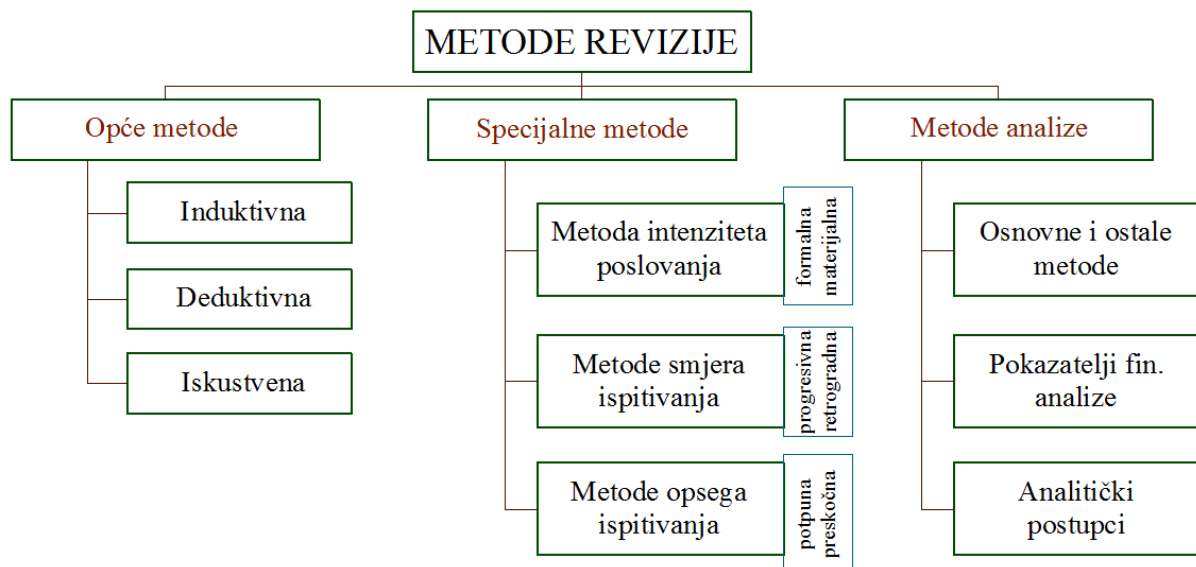 METODE REVIZIJE
Opće metode
Induktivna
Deduktivna
Iskustvena
Specijalne metode
Metoda intenziteta
poslovanja
formalna
materijalna
Metode smjera
ispitivanja
progresivna
retrogradna
Metode opsega
ispitivanja
potpuna
preskočna
Metode analize
Osnovne i ostale
metode
Pokazatelji fin.
analize
Analitički
postupci